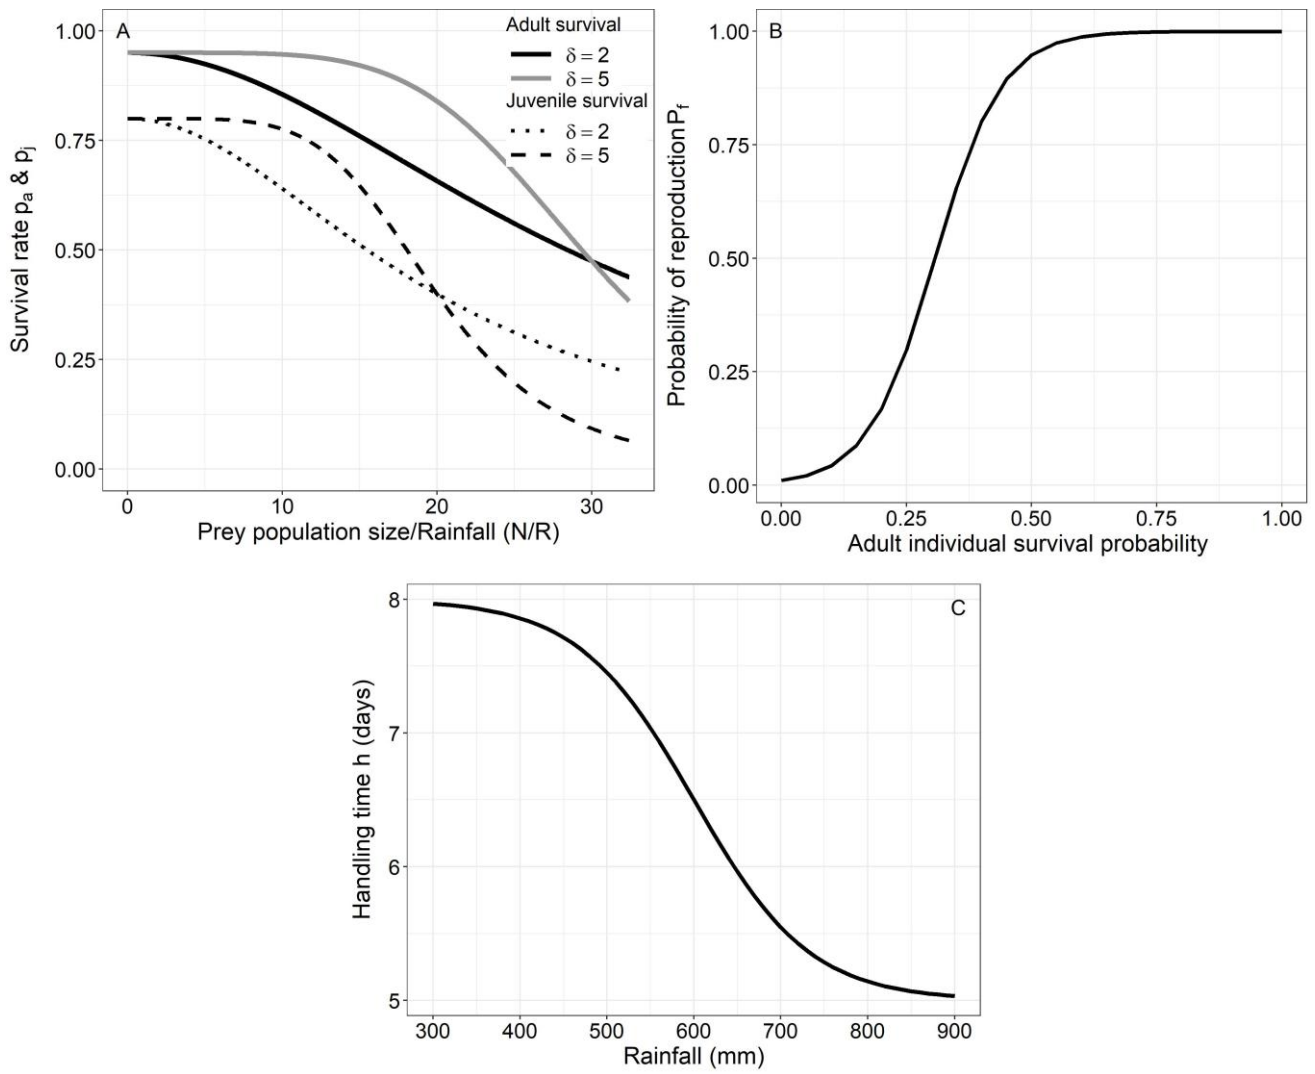 A
Adult survival
δ = 2
δ = 5
Juvenile survival
δ = 2
δ = 5
1.00
0.75
0.50
0.25
0.00
Survival rate pa & pj
0 10 20 30
Prey population size/Rainfall (N/R)
B
1.00
0.75
0.50
0.25
0.00
Probability of reproduction Pf
0.00 0.25 0.50 0.75 1.00
Adult individual survival probability
C
8
7
6
5
Handling time h (days)
300 400 500 600 700 800 900
Rainfall (mm)